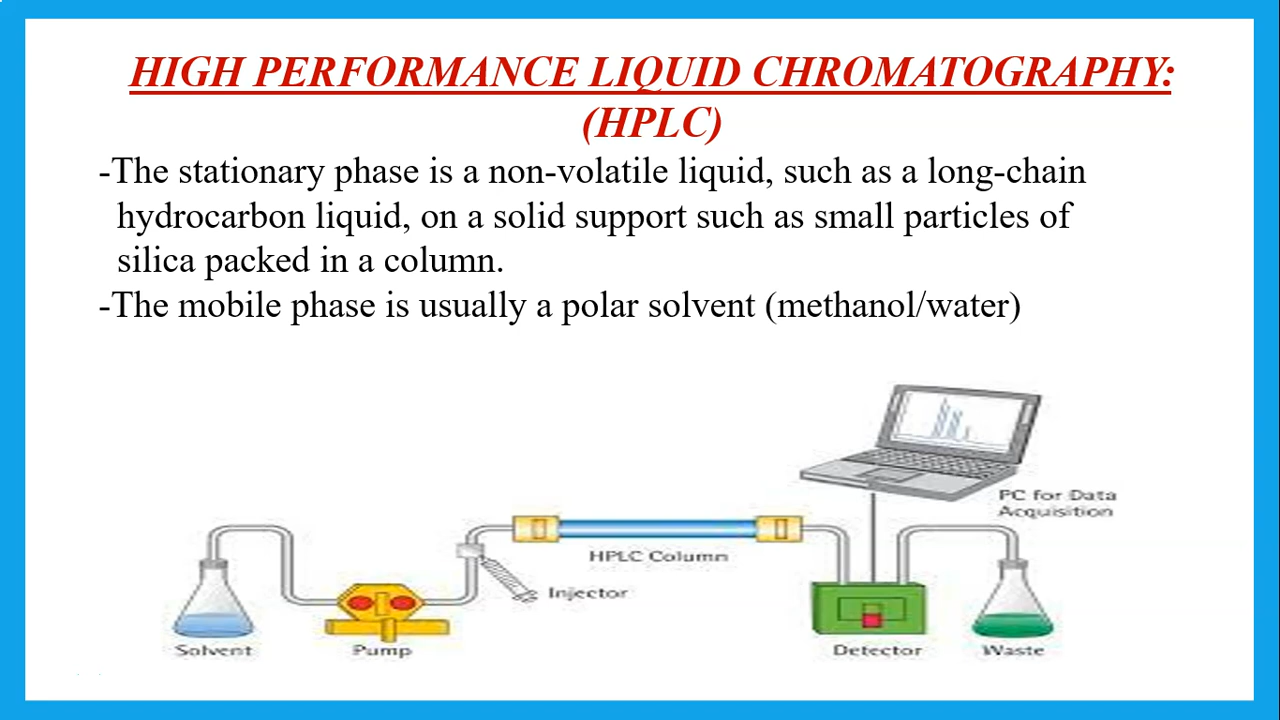 HIGH PERFORMANCE LIQUID CHROMATOGRAPHY:
(HPLC)
-The stationary phase is a non-volatile liquid, such as a long-chain
hydrocarbon liquid, on a solid support such as small particles of
silica packed in a column.
-The mobile phase is usually a polar solvent (methanol/water)
PC for Data
Acquisition
HPLC Column
Injector
Solvent
Pump
Detector
Waste